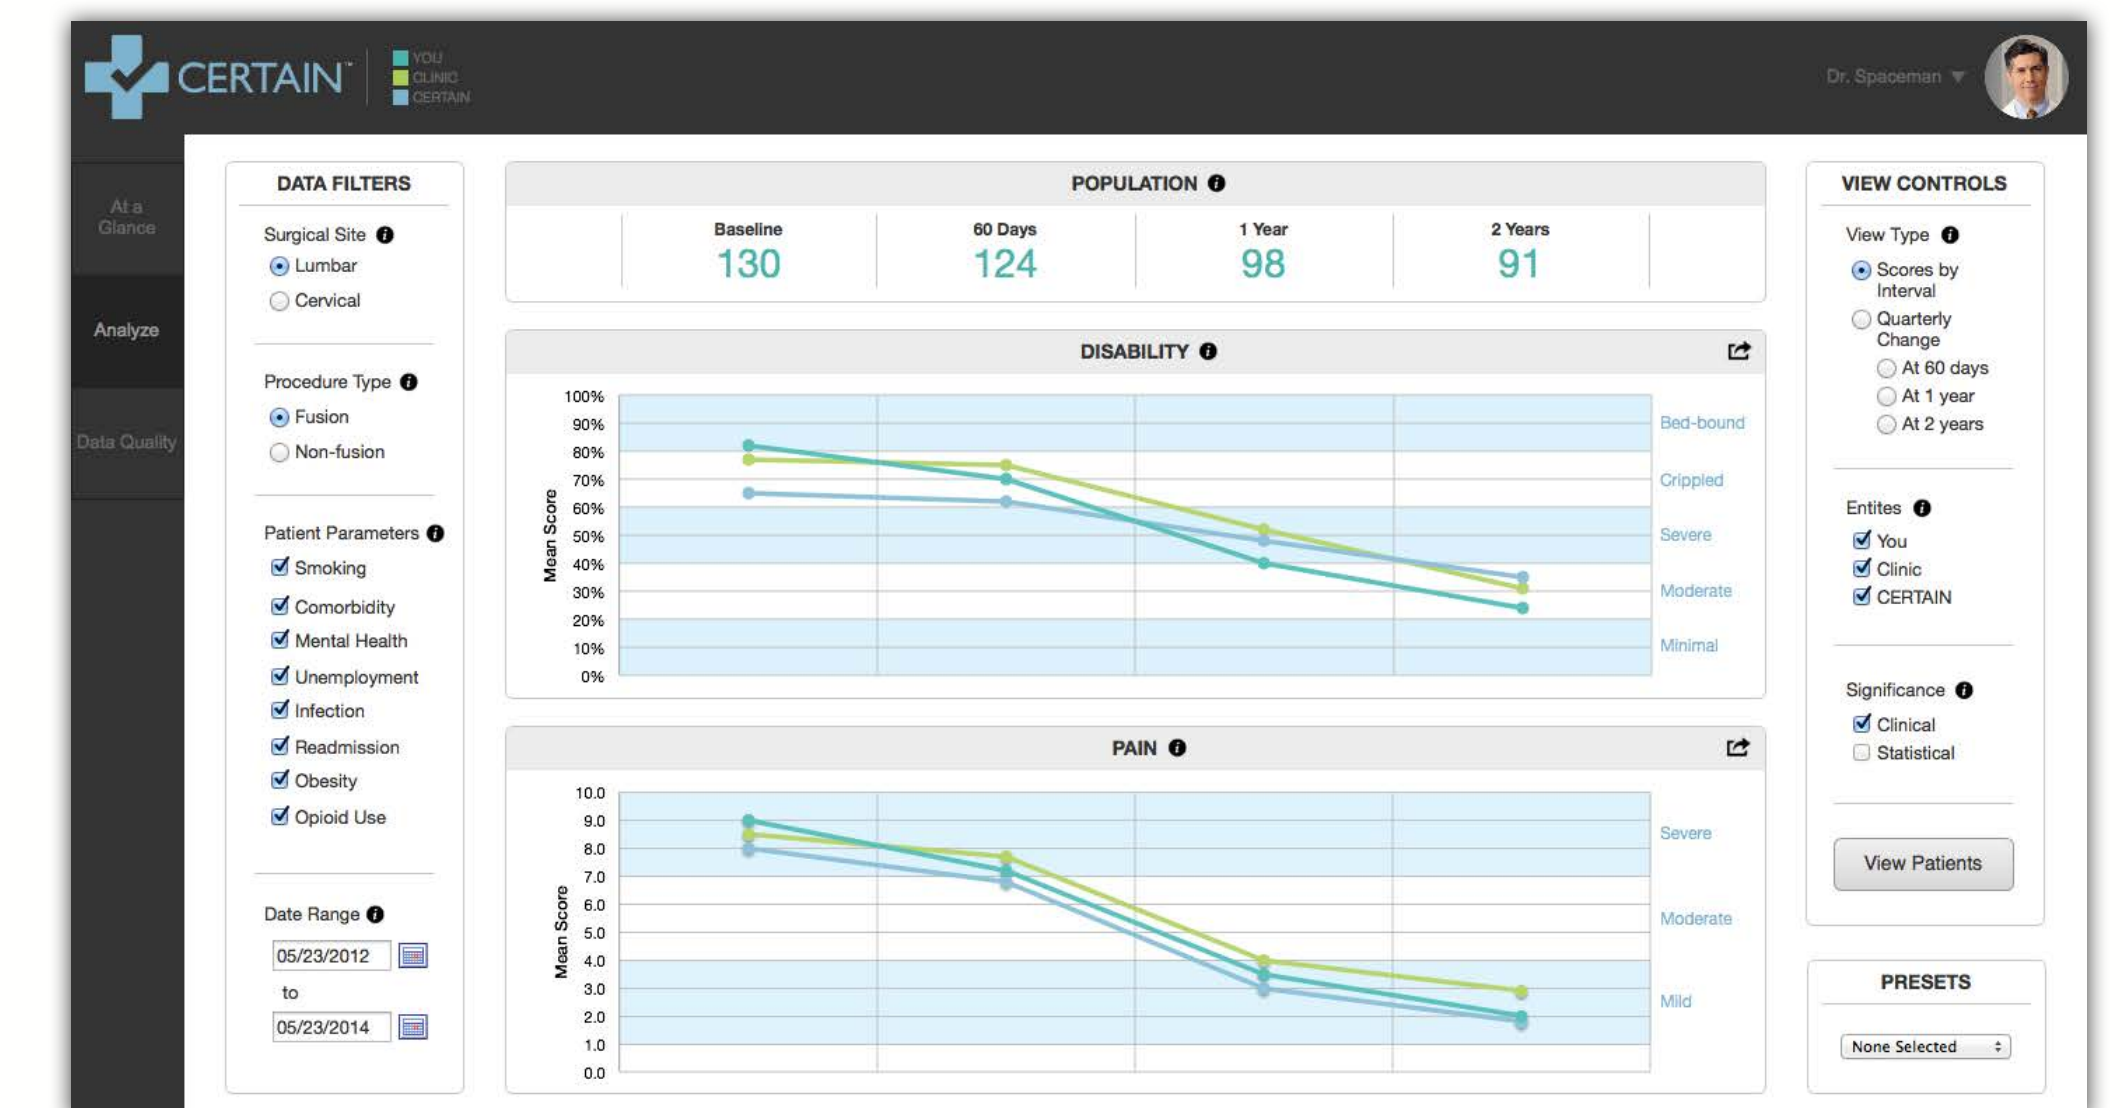 CERTAIN™
YOU
CLINIC
CERTAIN
Dr. Spaceman
At a
Glance
Analyze
Data Quality
DATA FILTERS
Surgical Site
Lumbar
Cervical
Procedure Type
Fusion
Non-fusion
Patient Parameters
Smoking
Comorbidity
Mental Health
Unemployment
Infection
Readmission
Obesity
Opioid Use
Date Range
05/23/2012
to
05/23/2014
POPULATION
Baseline 60 Days 1 Year 2 Years
130 124 98 91
DISABILITY
Mean Score
100%
90%
80%
70%
60%
50%
40%
30%
20%
10%
0%
Bed-bound
Crippled
Severe
Moderate
Minimal
PAIN
Mean Score
10.0
9.0
8.0
7.0
6.0
5.0
4.0
3.0
2.0
1.0
0.0
Severe
Moderate
Mild
VIEW CONTROLS
View Type
Scores by
Interval
Quarterly
Change
At 60 days
At 1 year
At 2 years
Entites
You
Clinic
CERTAIN
Significance
Clinical
Statistical
View Patients
PRESETS
None Selected